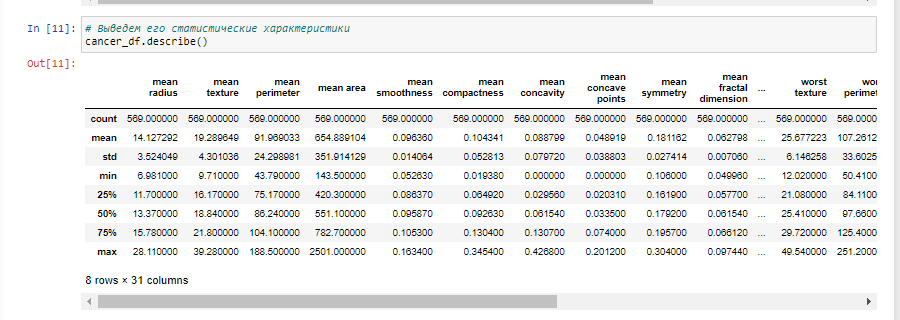 In [11]: # Выведем его статистические характеристики
cancer_df.describe()
Out[11]:
mean radius mean texture mean perimeter mean area mean smoothness mean compactness mean concavity mean concave points mean symmetry mean fractal dimension ... worst texture wor perimet
count 569.000000 569.000000 569.000000 569.000000 569.000000 569.000000 569.000000 569.000000 569.000000 569.000000 ... 569.000000 569.0000
mean 14.127292 19.289649 91.969033 654.889104 0.096360 0.104341 0.088799 0.048919 0.181162 0.062798 ... 25.677223 107.2612
std 3.524049 4.301036 24.298981 351.914129 0.014064 0.052813 0.079720 0.038803 0.027414 0.007060 ... 6.146258 33.6025
min 6.981000 9.710000 43.790000 143.500000 0.052630 0.019380 0.000000 0.000000 0.106000 0.049960 ... 12.020000 50.4100
25% 11.700000 16.170000 75.170000 420.300000 0.086370 0.064920 0.029560 0.020310 0.161900 0.057700 ... 21.080000 84.1100
50% 13.370000 18.840000 86.240000 551.100000 0.095870 0.092630 0.061540 0.033500 0.179200 0.061540 ... 25.410000 97.6600
75% 15.780000 21.800000 104.100000 782.700000 0.105300 0.130400 0.130700 0.074000 0.195700 0.066120 ... 29.720000 125.4000
max 28.110000 39.280000 188.500000 2501.000000 0.163400 0.345400 0.426800 0.201200 0.304000 0.097440 ... 49.540000 251.2000
8 rows × 31 columns